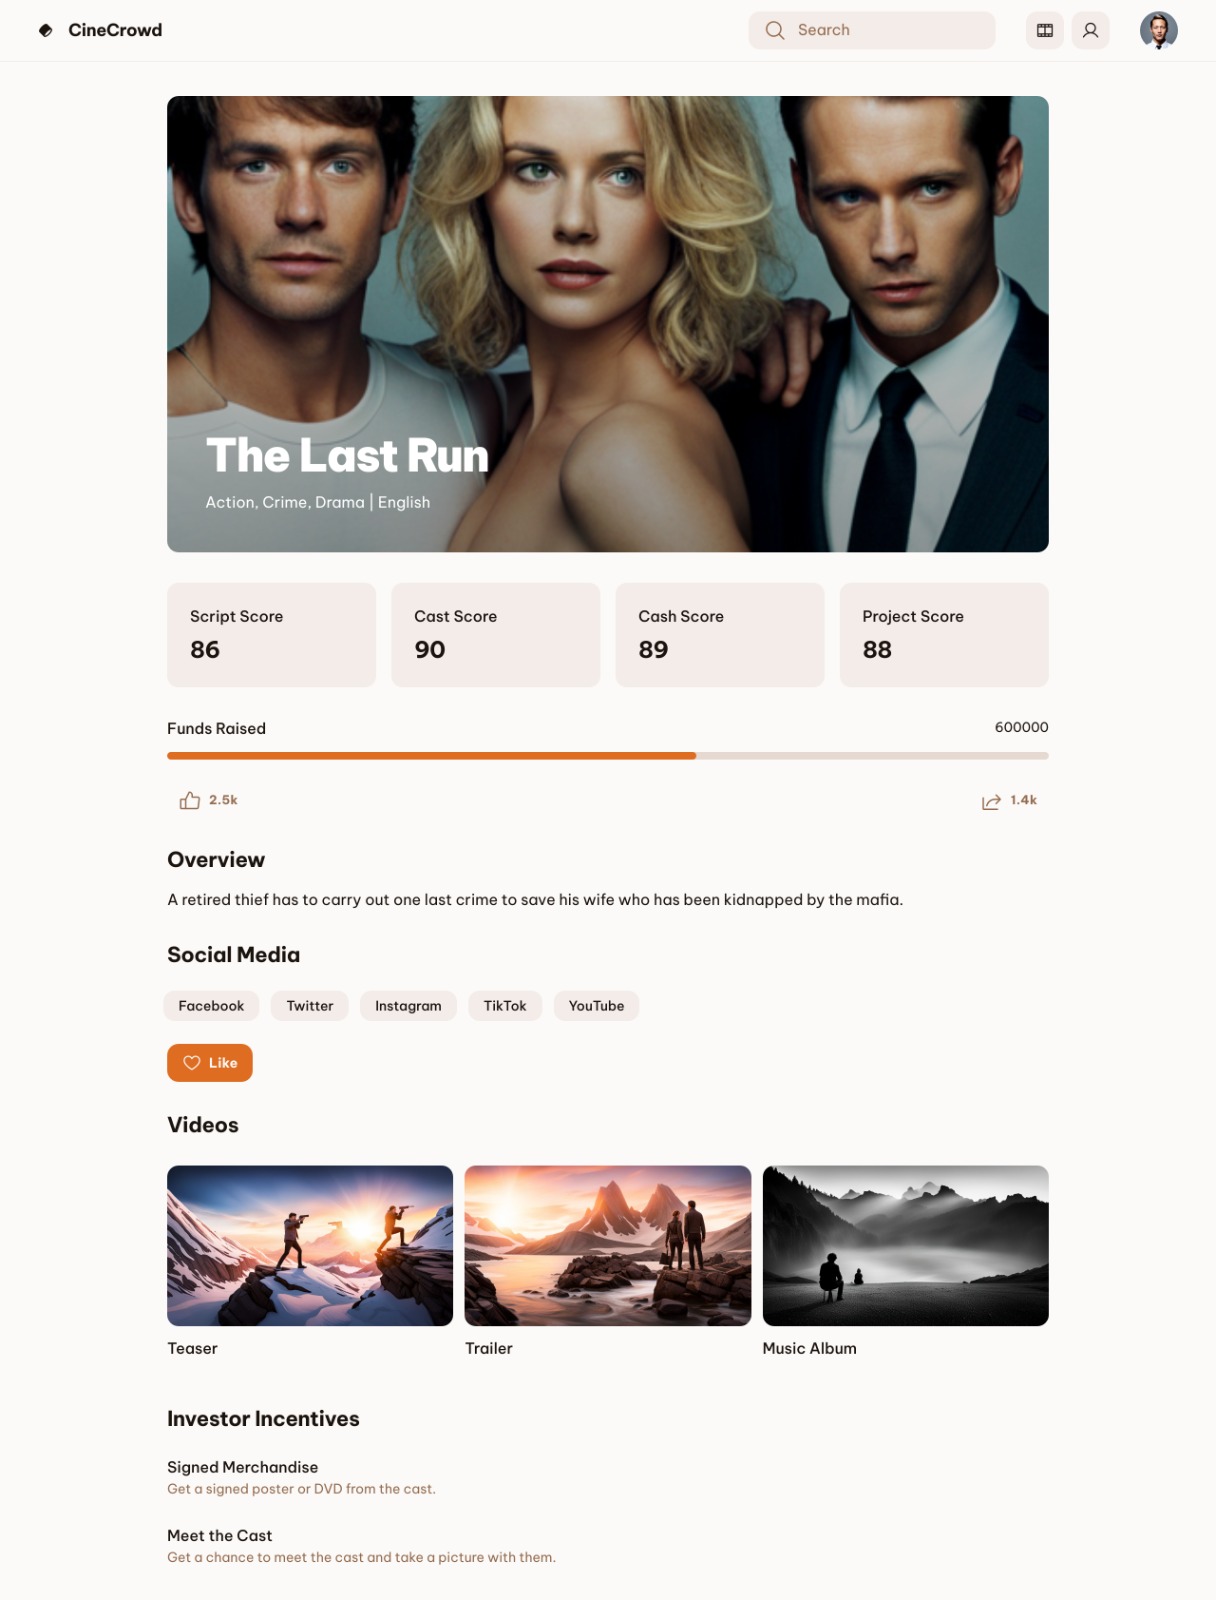 CineCrowd
Search
The Last Run
Action, Crime, Drama | English
Script Score
86
Cast Score
90
Cash Score
89
Project Score
88
Funds Raised
600000
2.5k
1.4k
Overview
A retired thief has to carry out one last crime to save his wife who has been kidnapped by the mafia.
Social Media
Facebook
Twitter
Instagram
TikTok
YouTube
Like
Videos
Teaser
Trailer
Music Album
Investor Incentives
Signed Merchandise
Get a signed poster or DVD from the cast.
Meet the Cast
Get a chance to meet the cast and take a picture with them.